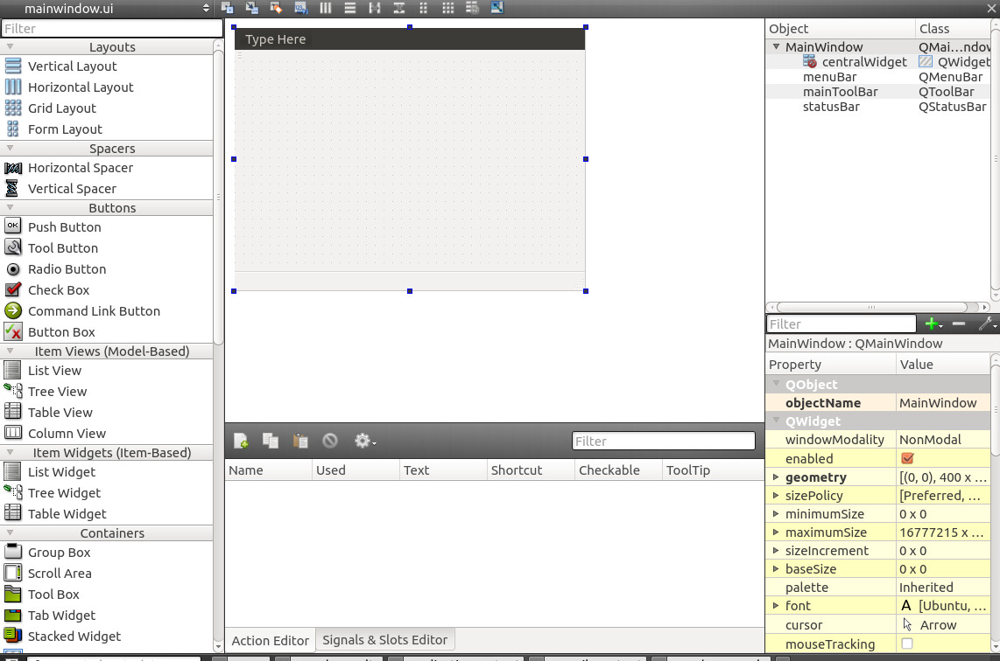 mainwindow.ui
Filter
Layouts
Vertical Layout
Horizontal Layout
Grid Layout
Form Layout
Spacers
Horizontal Spacer
Vertical Spacer
Buttons
OK Push Button
Tool Button
Radio Button
Check Box
Command Link Button
Button Box
Item Views (Model-Based)
List View
Tree View
Table View
Column View
Item Widgets (Item-Based)
List Widget
Tree Widget
Table Widget
Containers
Group Box
Scroll Area
Tool Box
Tab Widget
Stacked Widget
Type Here
Filter
Name Used Text Shortcut Checkable ToolTip
Action Editor Signals & Slots Editor
Object Class
MainWindow QMai...ndow
centralWidget QWidget
menuBar QMenuBar
mainToolBar QToolBar
statusBar QStatusBar
Filter
MainWindow : QMainWindow
Property Value
QObject
objectName MainWindow
QWidget
windowModality NonModal
enabled
geometry [(0, 0), 400 x ...
sizePolicy [Preferred, ...
minimumSize 0 x 0
maximumSize 16777215 x ...
sizeIncrement 0 x 0
baseSize 0 x 0
palette Inherited
font A [Ubuntu, ...
cursor Arrow
mouseTracking